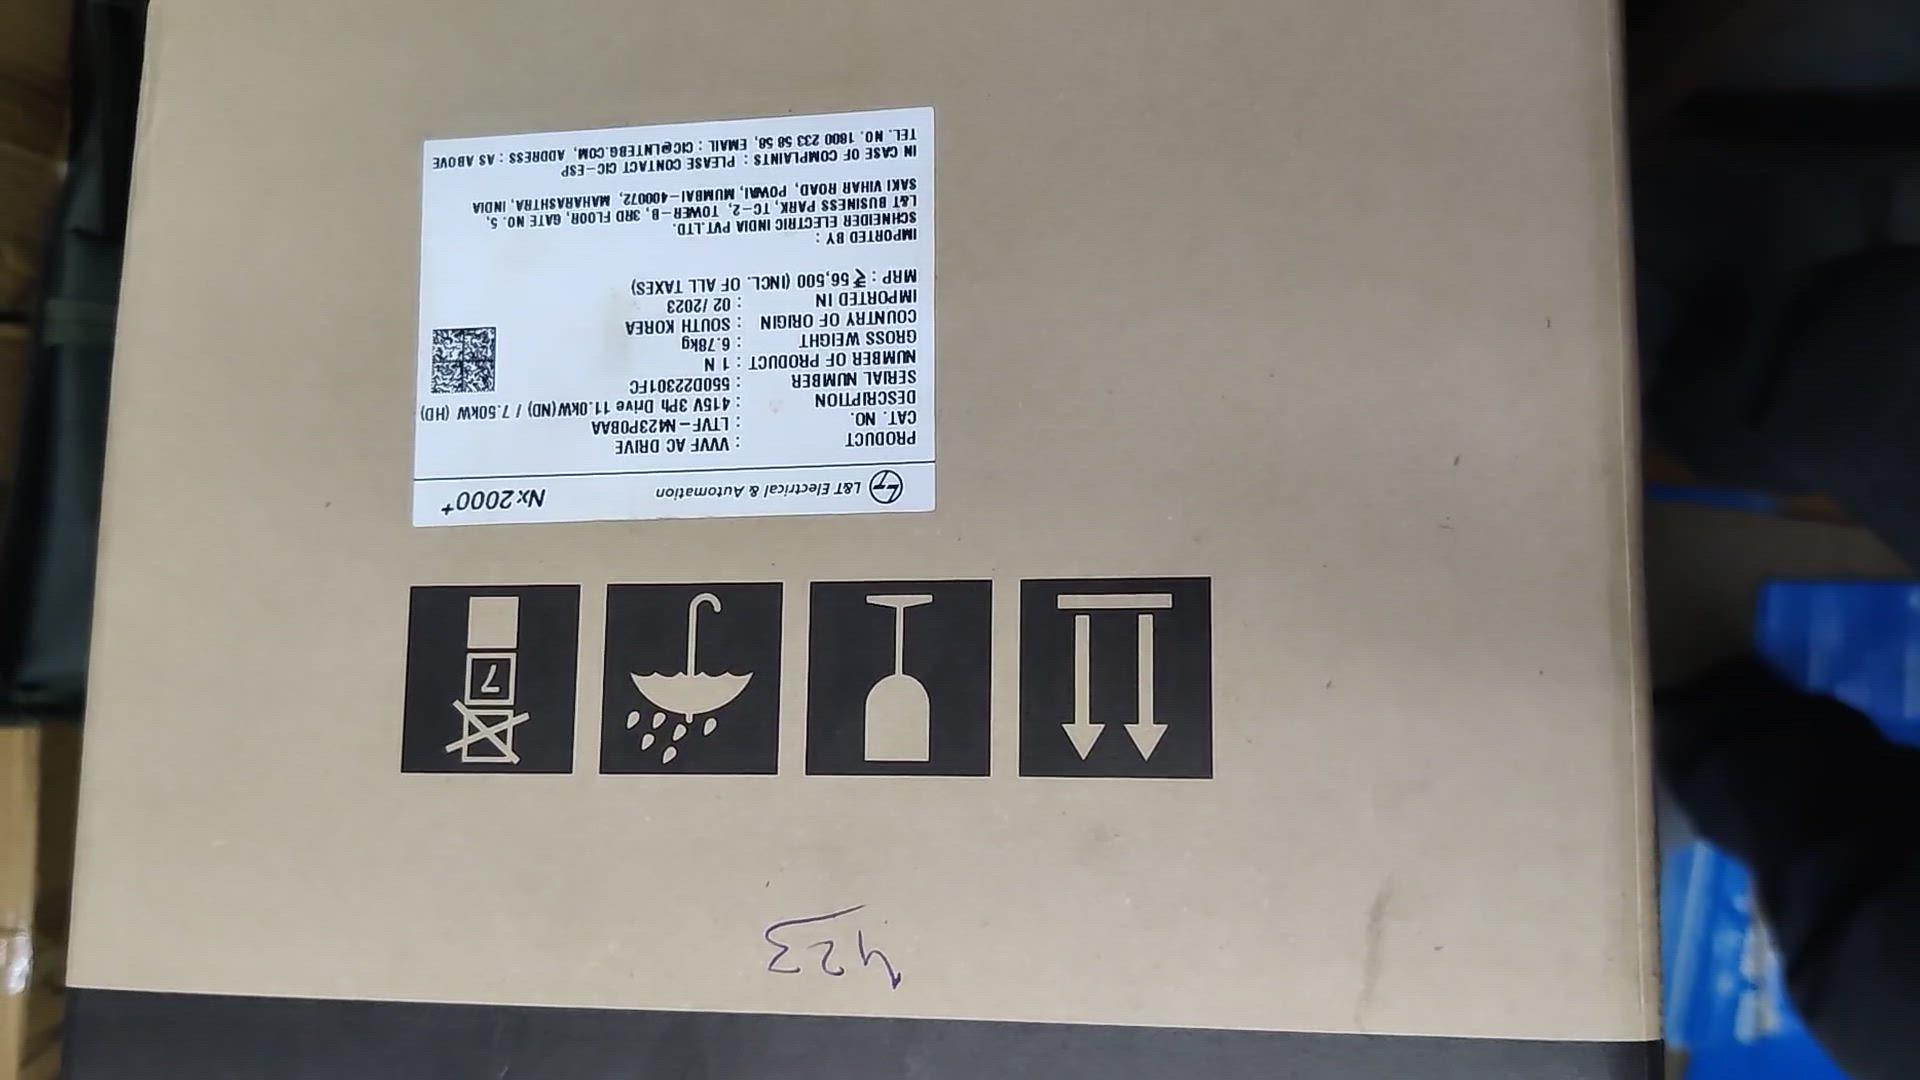 L&T Electrical & Automation Nx2000+
PRODUCT : VVVF AC DRIVE
CAT. NO. : LTVF-N423P0BAA
DESCRIPTION : 415V 3Ph Drive 11.0kW(ND) / 7.50kW (HD)
SERIAL NUMBER : 550D22301FC
NUMBER OF PRODUCT : 1 N
GROSS WEIGHT : 6.78kg
COUNTRY OF ORIGIN : SOUTH KOREA
IMPORTED IN : 02 / 2023
MRP : ₹ 56,500 (INCL. OF ALL TAXES)
IMPORTED BY :
SCHNEIDER ELECTRIC INDIA PVT.LTD.
L&T BUSINESS PARK, TC-2, TOWER-B, 3RD FLOOR, GATE NO. 5,
SAKI VIHAR ROAD, POWAI, MUMBAI-400072, MAHARASHTRA, INDIA
IN CASE OF COMPLAINTS : PLEASE CONTACT CIC-ESP
TEL. NO. 1800 233 58 58, EMAIL : CIC@LNTEBG.COM, ADDRESS : AS ABOVE
7
423